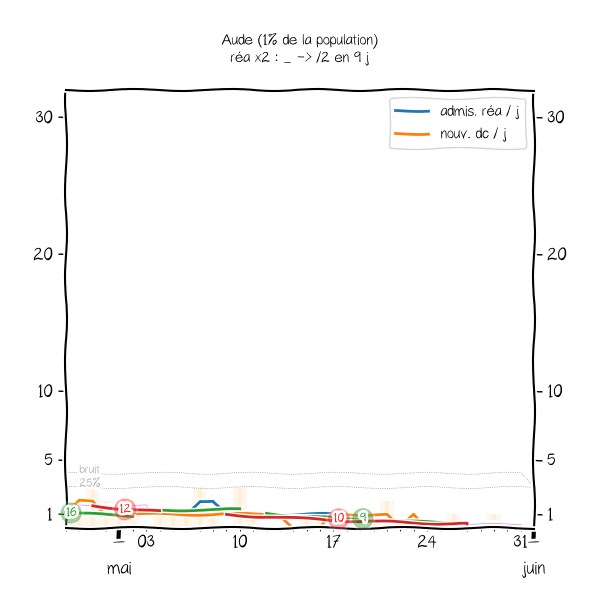 Aude (1% de la population)
réa x2 : _ -> /2 en 9 j
30
30
admis. réa / j
nouv. dc / j
20
20
10
10
5
5
bruit
25%
1
1
16
12
10
9
03
10
17
24
31
mai
juin